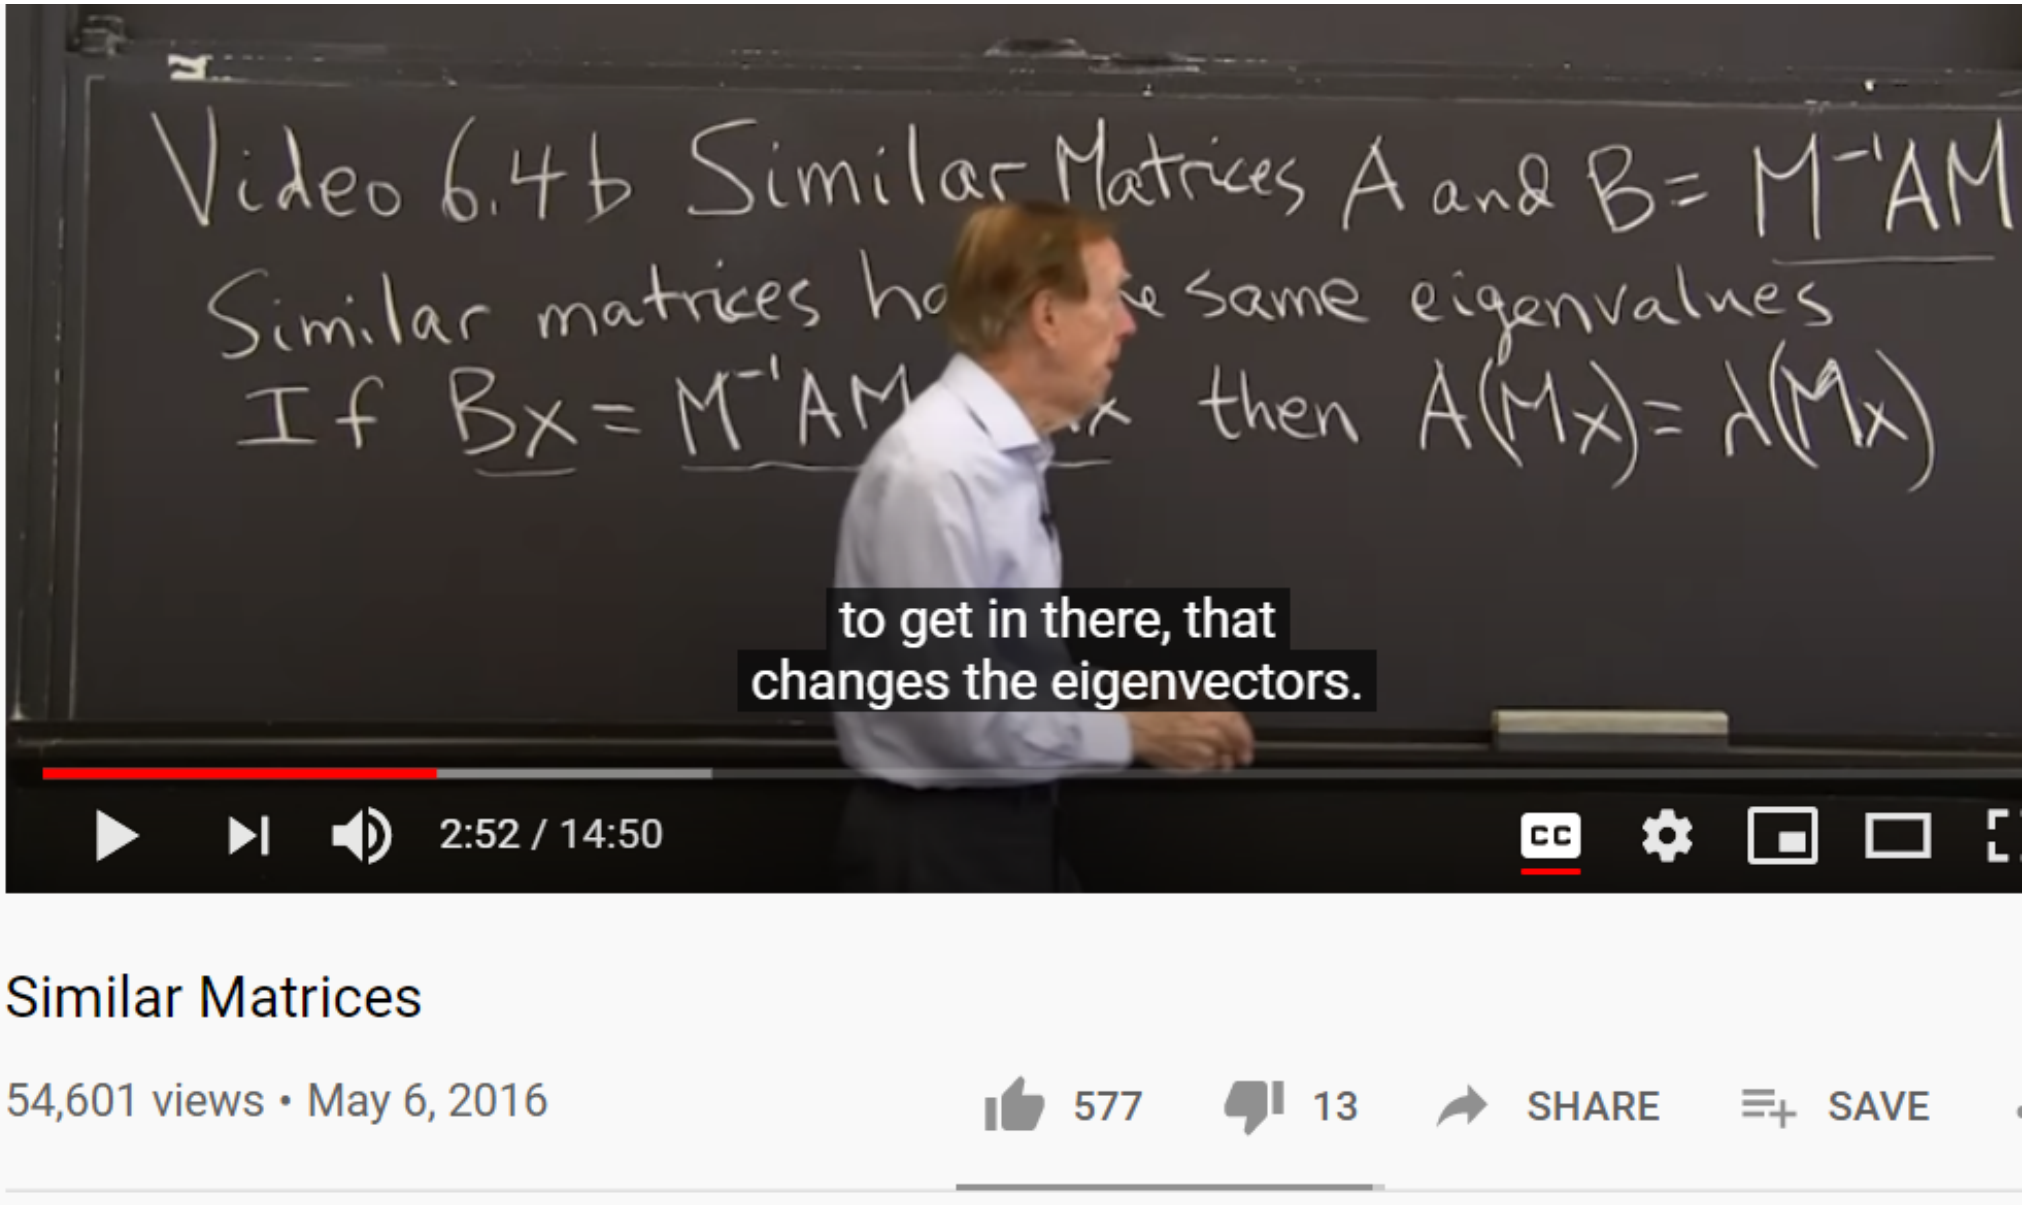 Video 6.4b Similar Matrices A and B = M⁻¹AM
Similar matrices same eigenvalues
If Bx = M⁻¹AM x then A(Mx) = λ(Mx)
to get in there, that
changes the eigenvectors.
2:52 / 14:50
CC
Similar Matrices
54,601 views • May 6, 2016
577
13
SHARE
SAVE